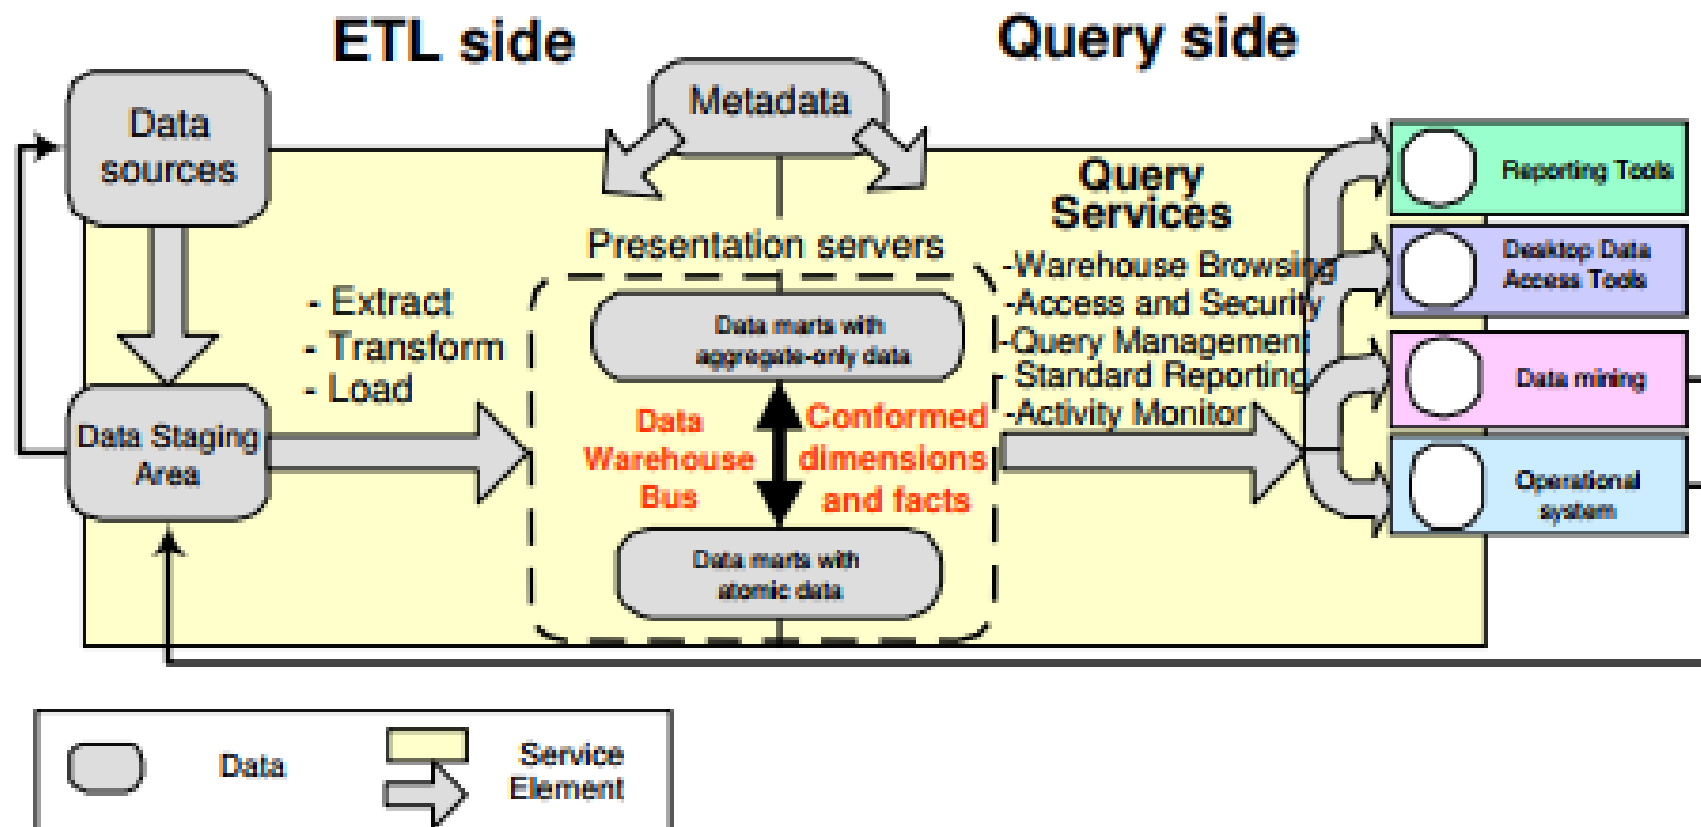 ETL side
Query side
Metadata
Data
sources
Query
Services
Reporting Tools
Presentation servers
-Warehouse Browsing
Desktop Data
Access Tools
- Extract
- Transform
- Load
-Access and Security
-Query Management
- Standard Reporting
-Activity Monitor
Data marts with
aggregate-only data
Data mining
Data Staging
Area
Data
Warehouse
Bus
Conformed
dimensions
and facts
Operational
system
Data marts with
atomic data
Data
Service
Element